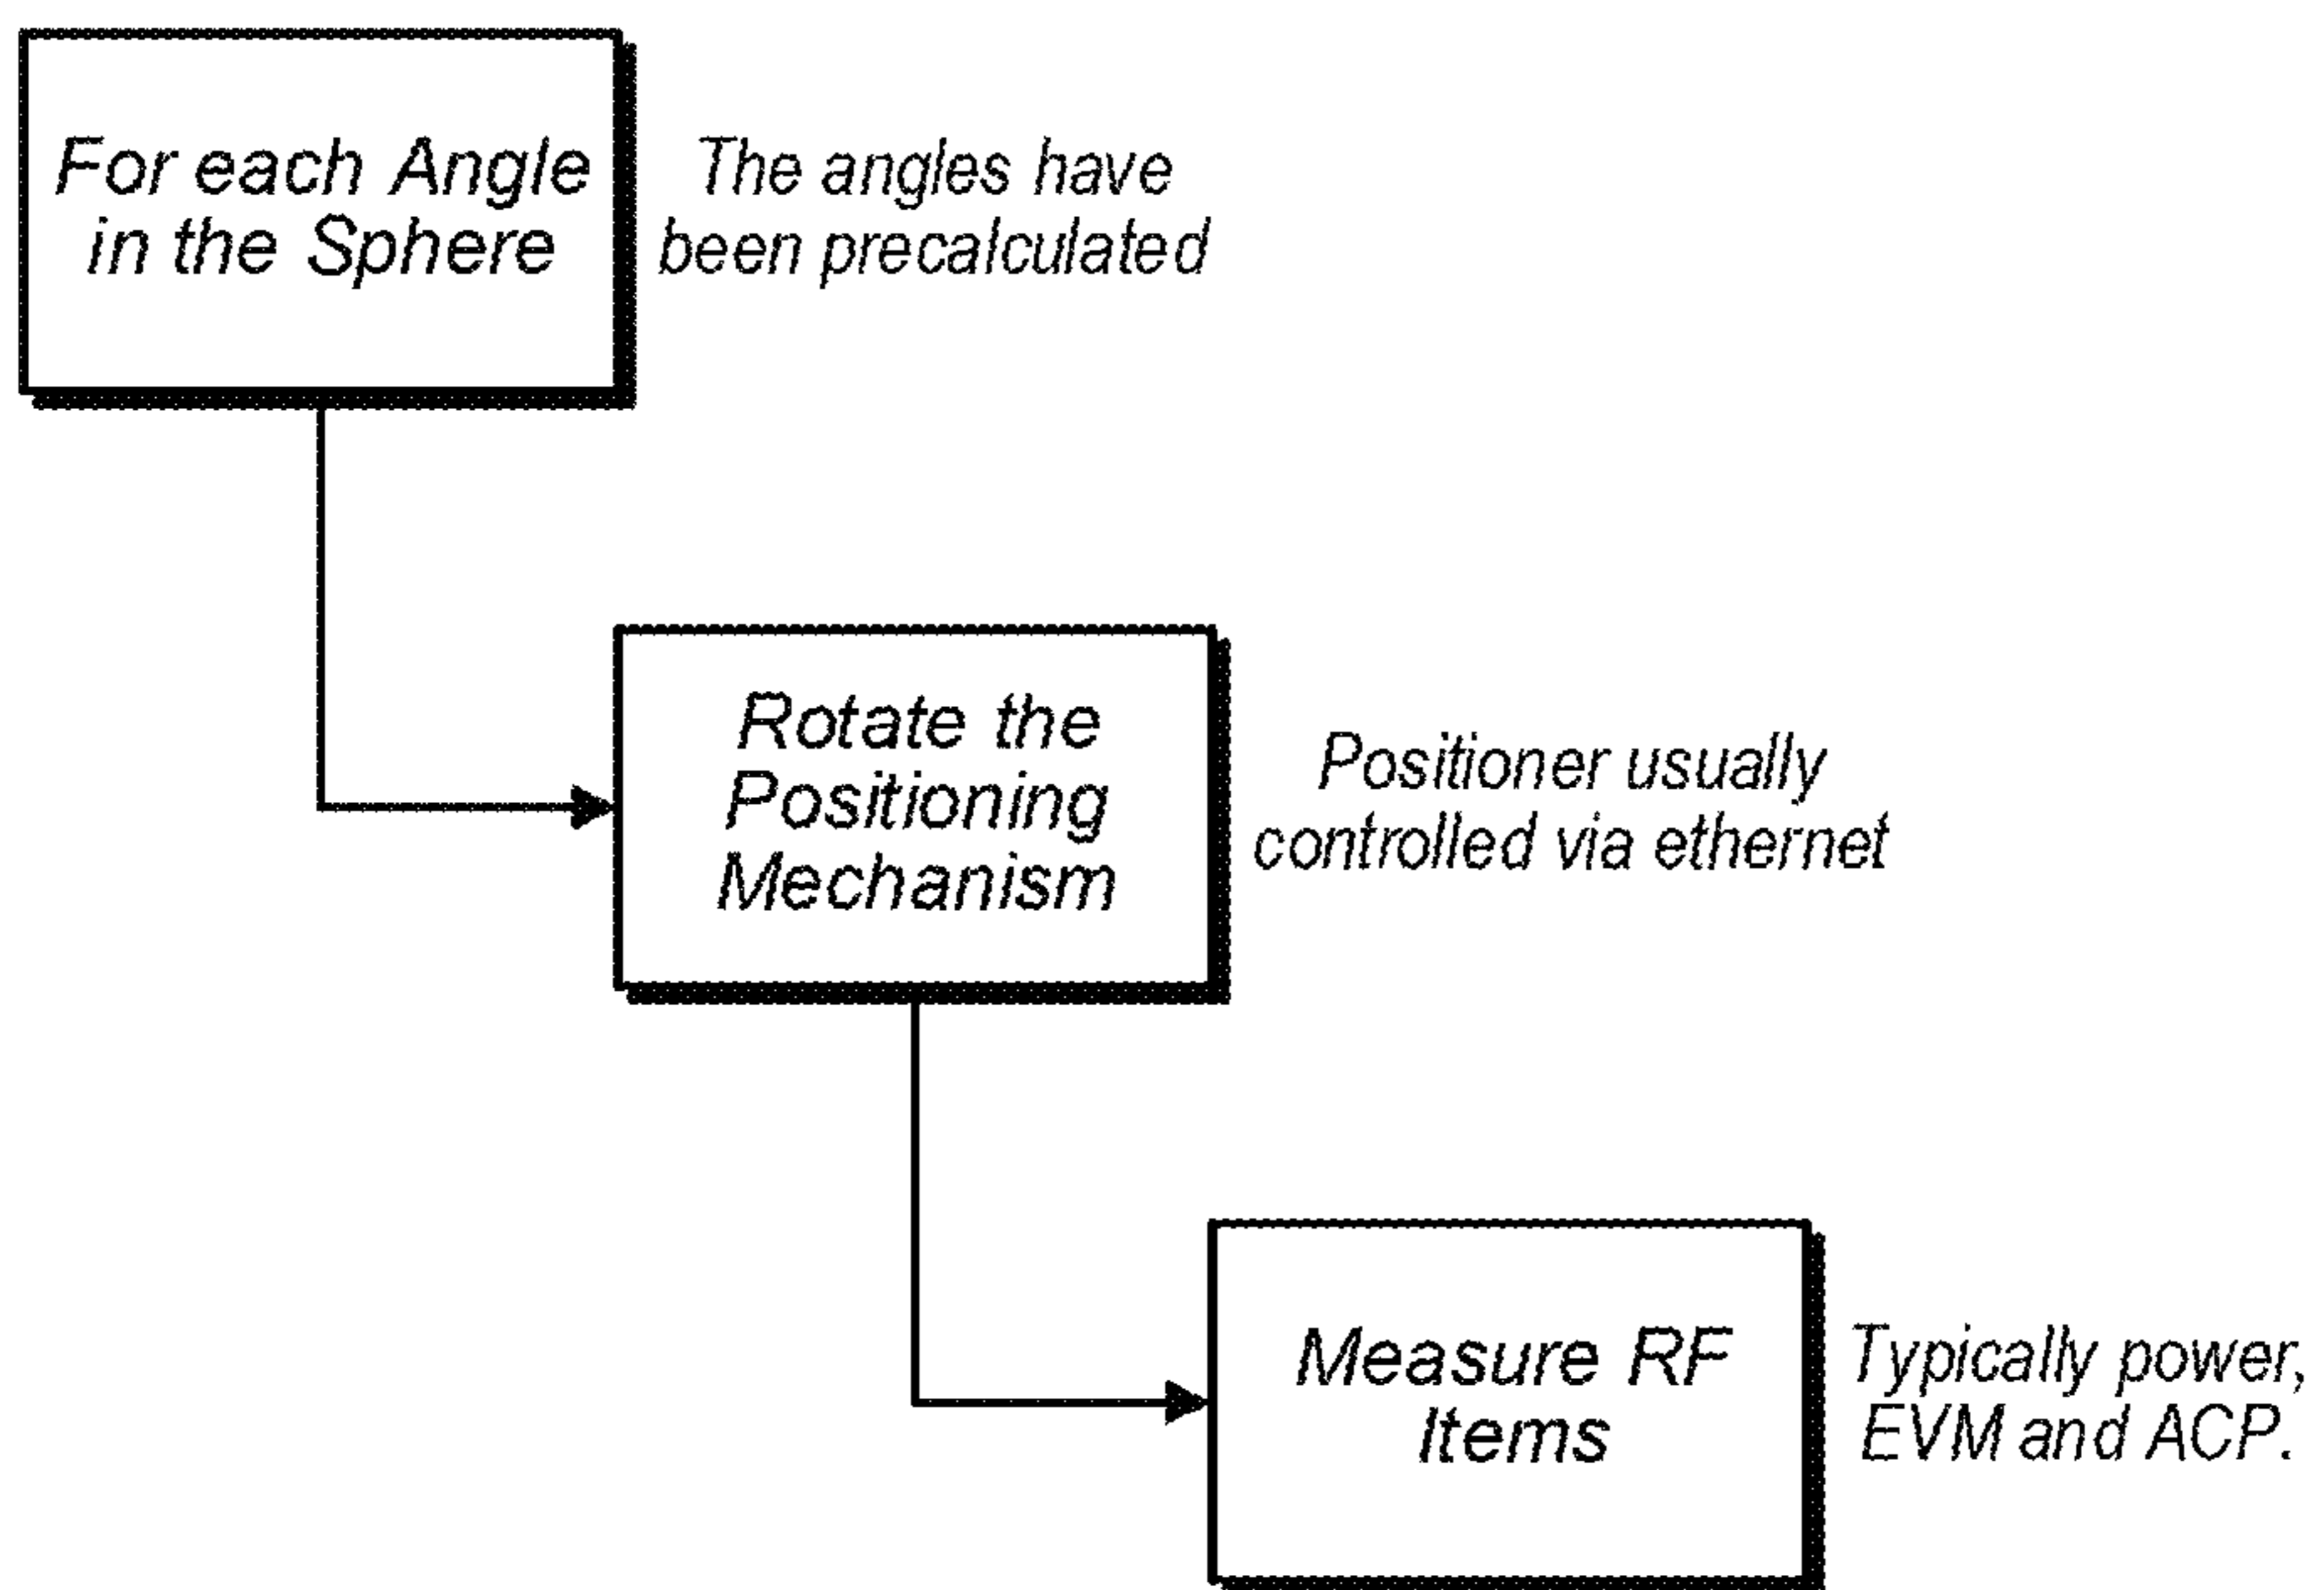 For each Angle
in the Sphere
The angles have
been precalculated
Rotate the
Positioning
Mechanism
Positioner usually
controlled via ethernet
Measure RF
Items
Typically power,
EVM and ACP.